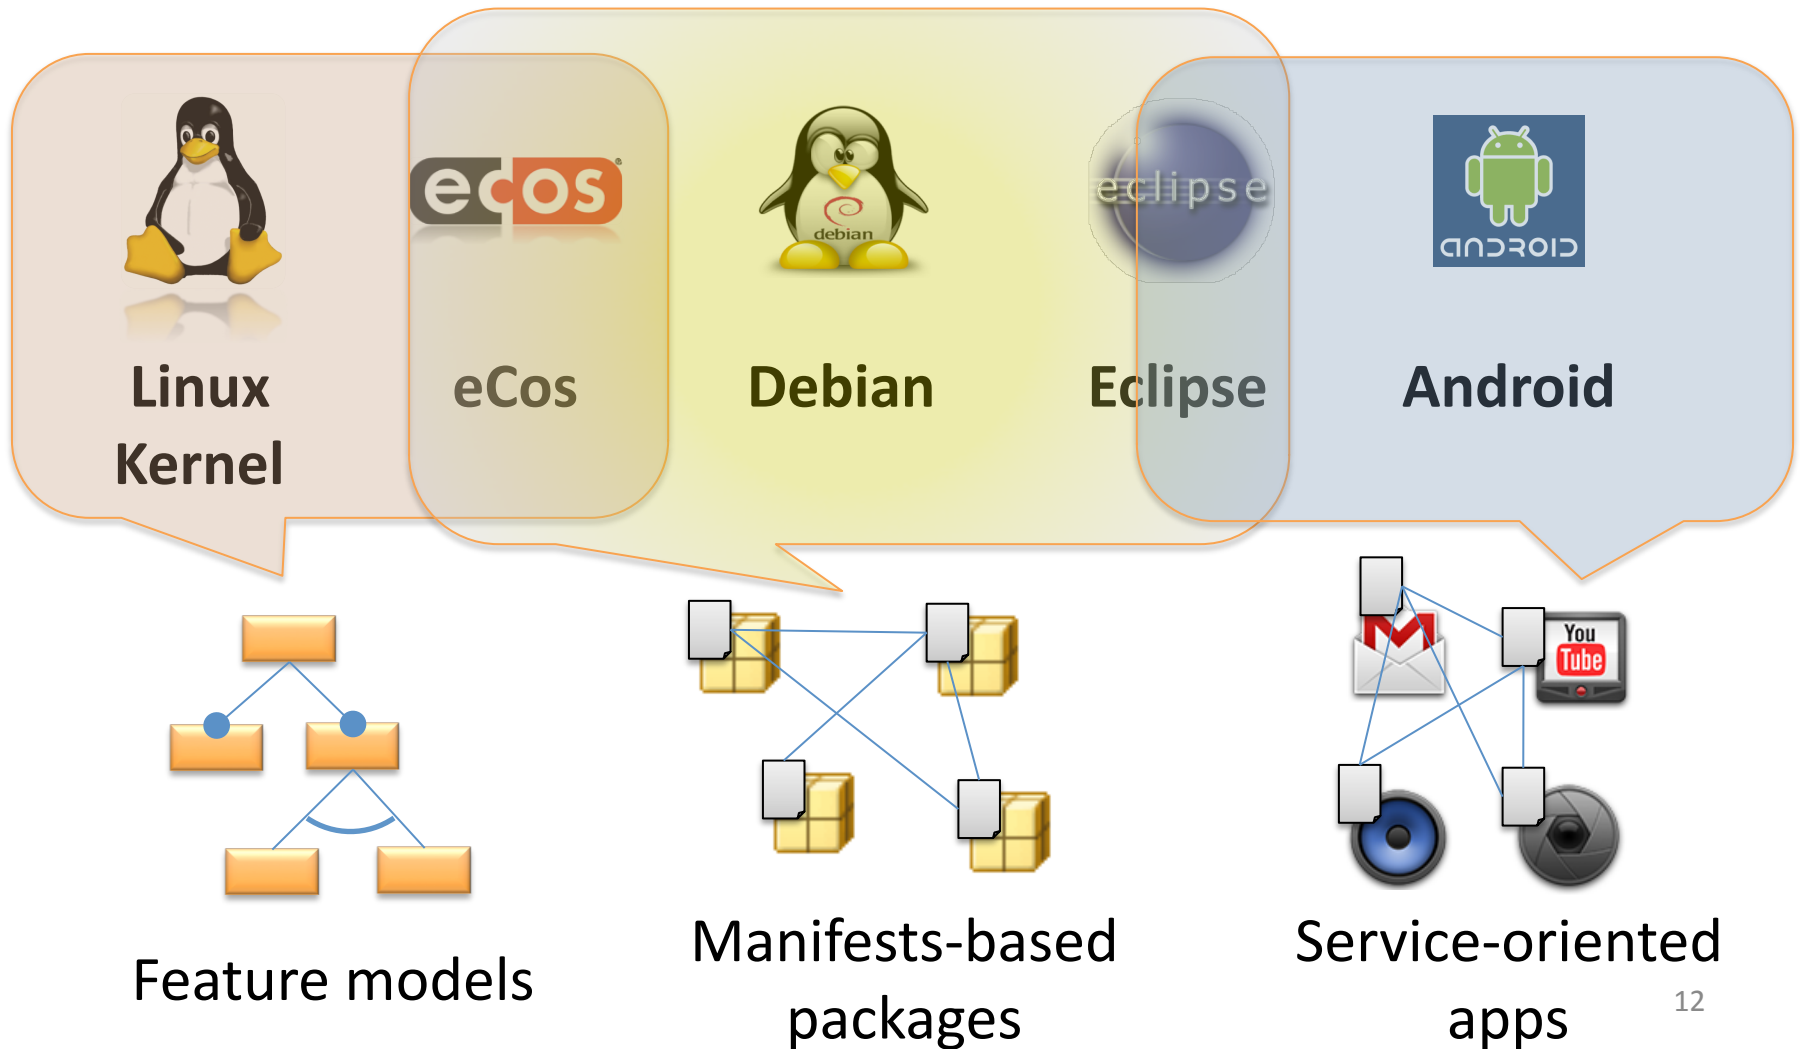 ecos
®
debian
eclipse
ANDROID
Linux
Kernel
eCos
Debian
Eclipse
Android
You
Tube
Feature models
Manifests-based
packages
Service-oriented
apps
12